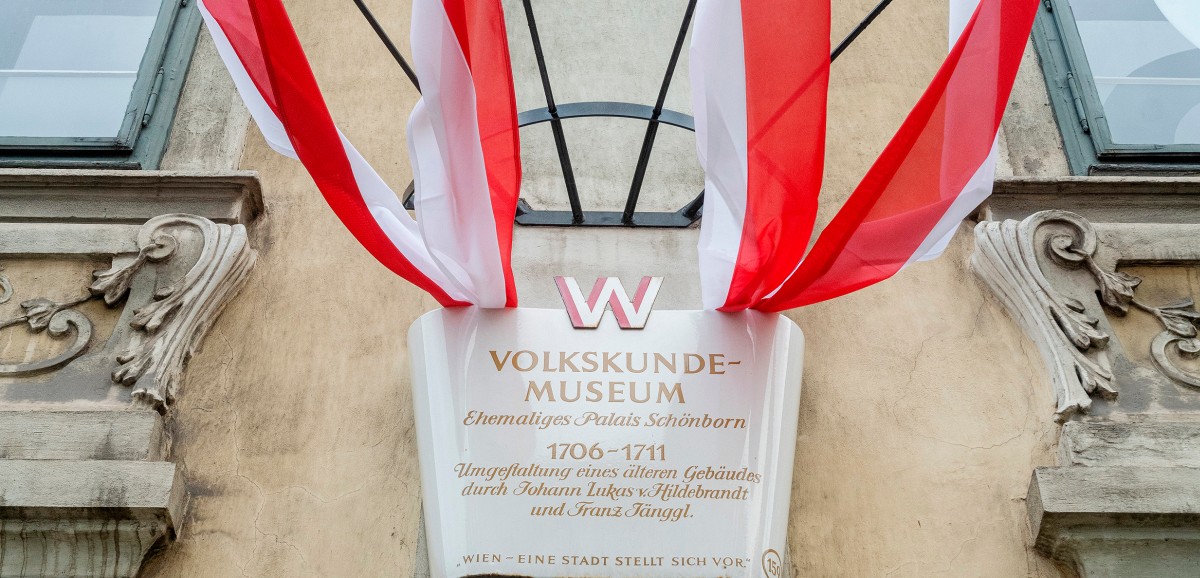 W
VOLKSKUNDE-
MUSEUM
Ehemaliges Palais Schönborn
1706-1711
Umgestaltung eines älteren Gebäudes
durch Johann Lukas v. Hildebrandt
und Franz Jänggl.
„WIEN – EINE STADT STELLT SICH VOR.“
159